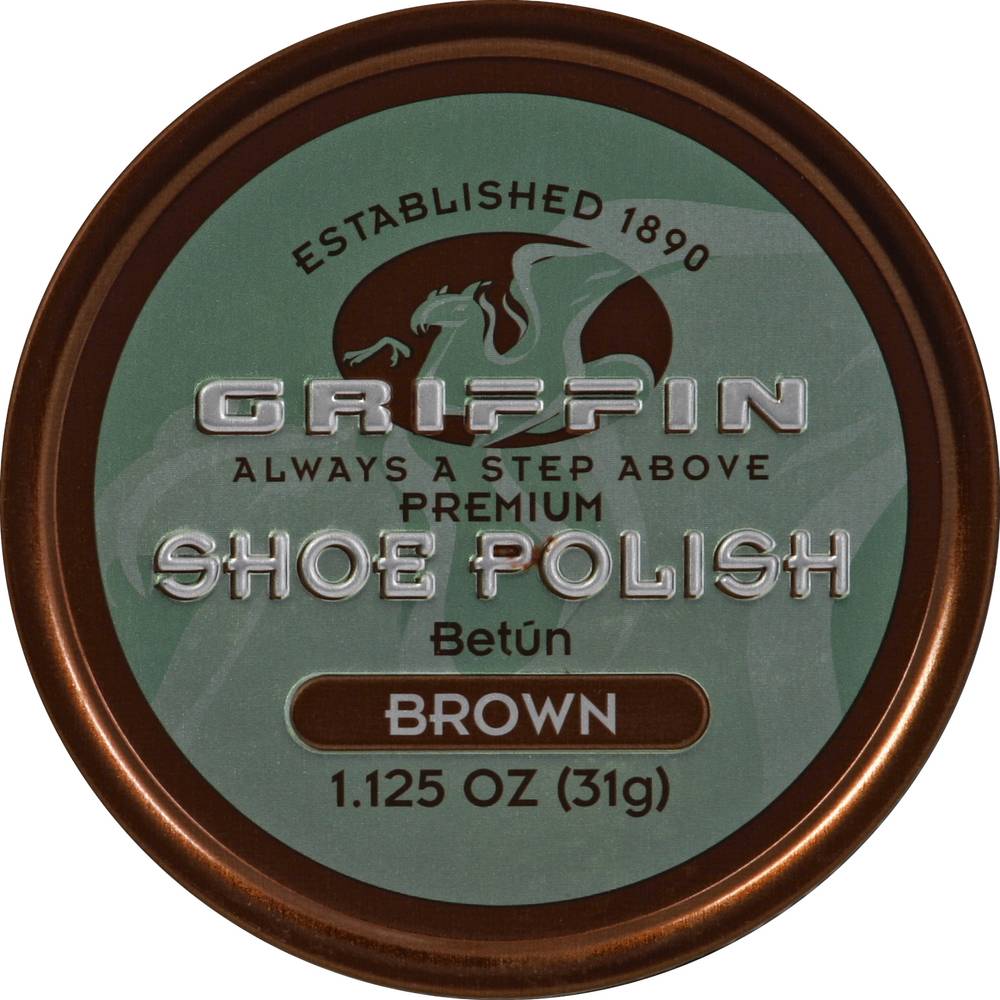 ESTABLISHED 1890
GRIFFIN
ALWAYS A STEP ABOVE
PREMIUM
SHOE POLISH
Betún
BROWN
1.125 OZ (31g)